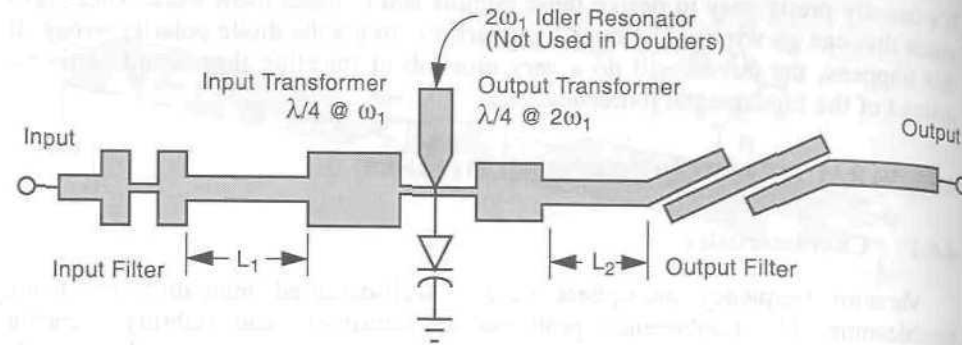 2ω₁ Idler Resonator
(Not Used in Doublers)
Input Transformer
λ/4 @ ω₁
Output Transformer
λ/4 @ 2ω₁
Input
Output
L₁
L₂
Input Filter
Output Filter